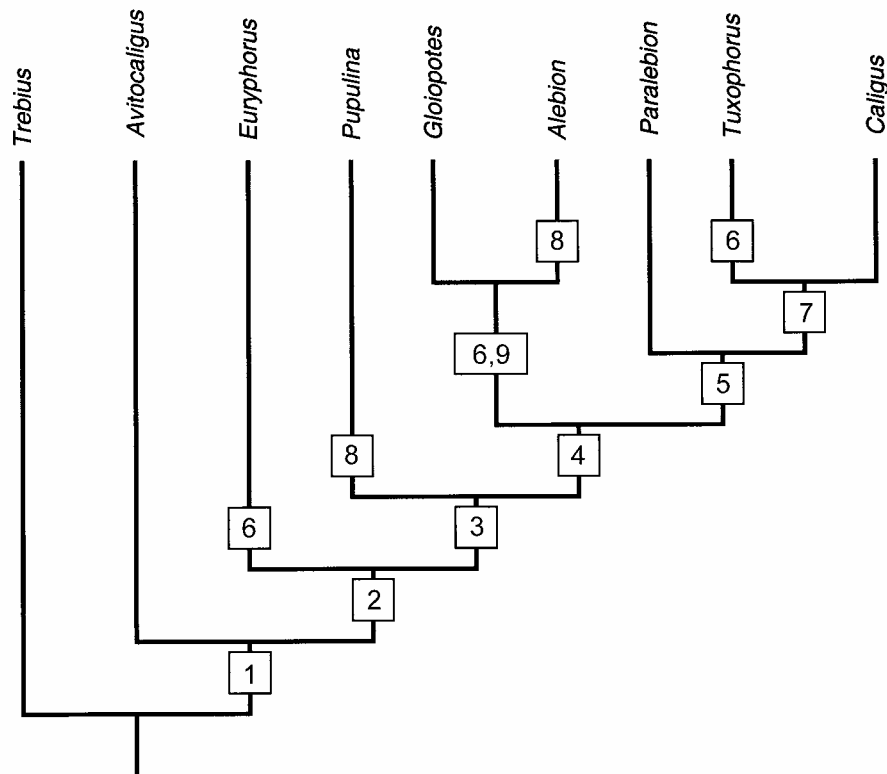 Trebius
Avitocaligus
Euryphorus
Pupulina
Gloiopotes
Alebion
Paralebion
Tuxophorus
Caligus
8
6
7
6,9
5
8
4
6
3
2
1